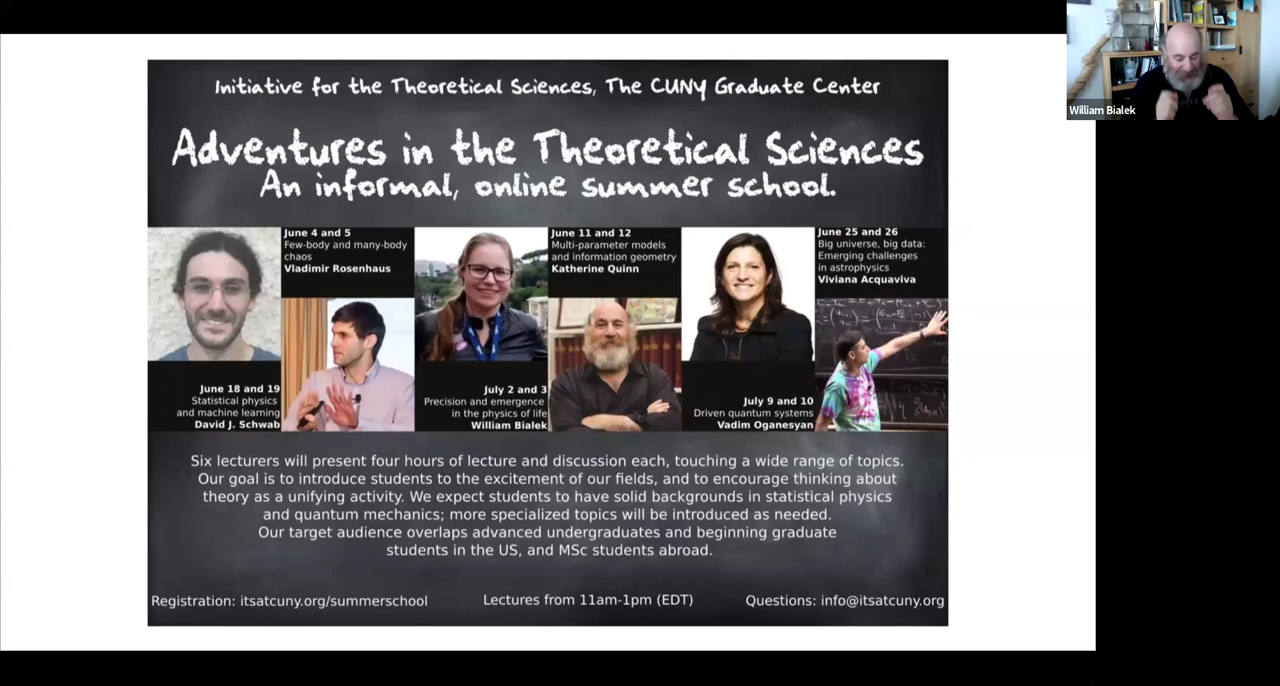 Initiative for the Theoretical Sciences, The CUNY Graduate Center
Adventures in the Theoretical Sciences
An informal, online summer school.
June 4 and 5
Few-body and many-body
chaos
Vladimir Rosenhaus
June 11 and 12
Multi-parameter models
and information geometry
Katherine Quinn
June 25 and 26
Big universe, big data:
Emerging challenges
in astrophysics
Viviana Acquaviva
June 18 and 19
Statistical physics
and machine learning
David J. Schwab
July 2 and 3
Precision and emergence
in the physics of life
William Bialek
July 9 and 10
Driven quantum systems
Vadim Oganesyan
Six lecturers will present four hours of lecture and discussion each, touching a wide range of topics.
Our goal is to introduce students to the excitement of our fields, and to encourage thinking about
theory as a unifying activity. We expect students to have solid backgrounds in statistical physics
and quantum mechanics; more specialized topics will be introduced as needed.
Our target audience overlaps advanced undergraduates and beginning graduate
students in the US, and MSc students abroad.
Registration: itsatcuny.org/summerschool
Lectures from 11am-1pm (EDT)
Questions: info@itsatcuny.org
William Bialek